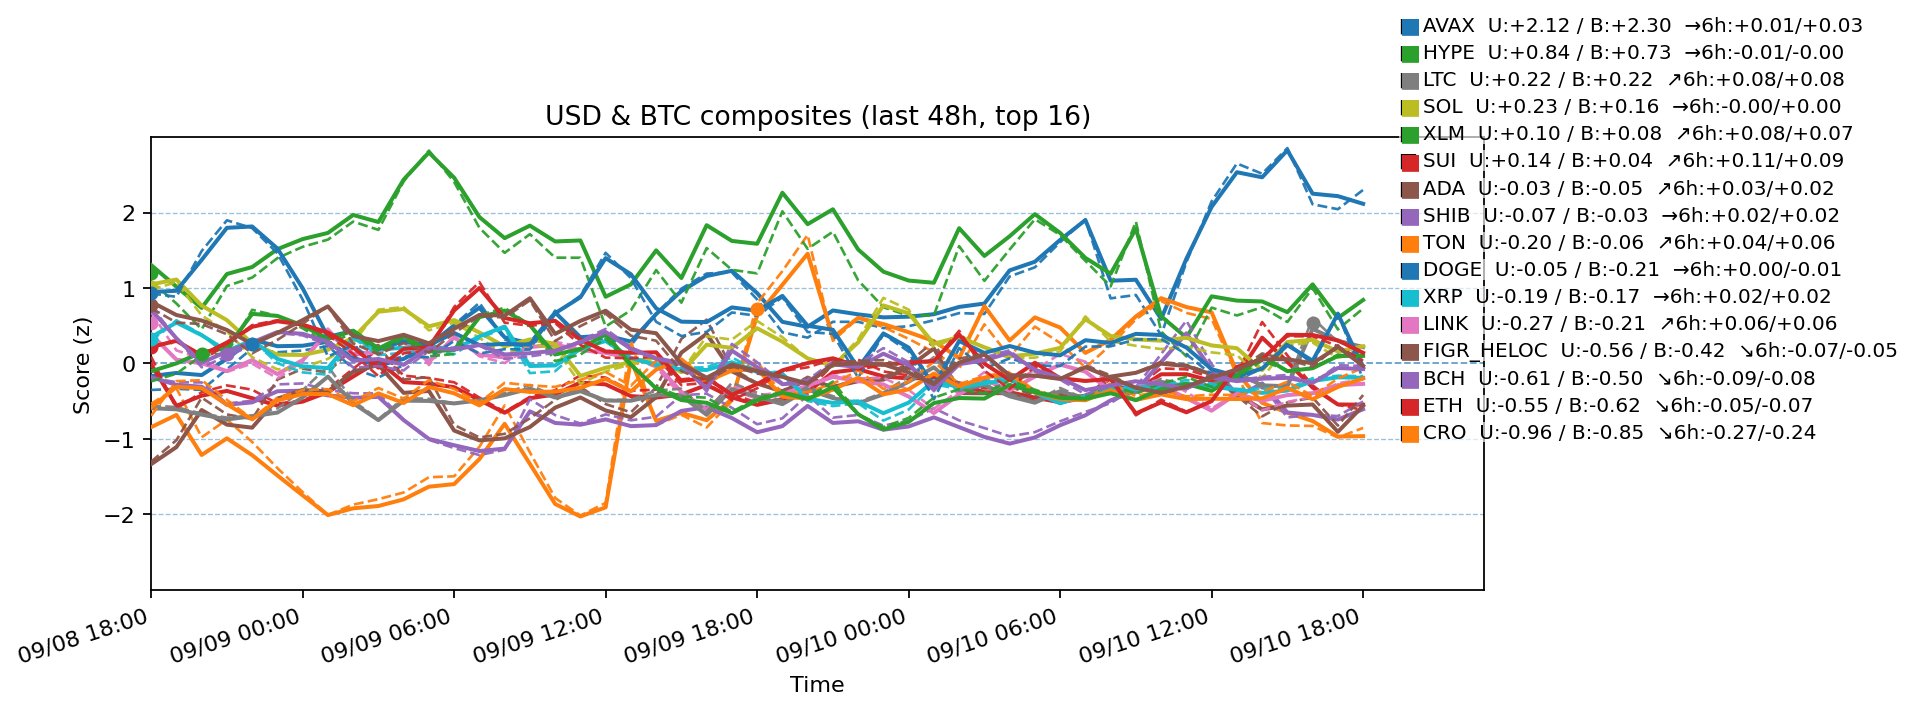 AVAX  U:+2.12 / B:+2.30  →6h:+0.01/+0.03
HYPE  U:+0.84 / B:+0.73  →6h:-0.01/-0.00
LTC  U:+0.22 / B:+0.22  ↗6h:+0.08/+0.08
SOL  U:+0.23 / B:+0.16  →6h:-0.00/+0.00
XLM  U:+0.10 / B:+0.08  ↗6h:+0.08/+0.07
SUI  U:+0.14 / B:+0.04  ↗6h:+0.11/+0.09
ADA  U:-0.03 / B:-0.05  ↗6h:+0.03/+0.02
SHIB  U:-0.07 / B:-0.03  →6h:+0.02/+0.02
TON  U:-0.20 / B:-0.06  ↗6h:+0.04/+0.06
DOGE  U:-0.05 / B:-0.21  →6h:+0.00/-0.01
XRP  U:-0.19 / B:-0.17  →6h:+0.02/+0.02
LINK  U:-0.27 / B:-0.21  ↗6h:+0.06/+0.06
FIGR_HELOC  U:-0.56 / B:-0.42  ↘6h:-0.07/-0.05
BCH  U:-0.61 / B:-0.50  ↘6h:-0.09/-0.08
ETH  U:-0.55 / B:-0.62  ↘6h:-0.05/-0.07
CRO  U:-0.96 / B:-0.85  ↘6h:-0.27/-0.24
USD & BTC composites (last 48h, top 16)
Score (z)
2
1
0
−1
−2
09/08 18:00
09/09 00:00
09/09 06:00
09/09 12:00
09/09 18:00
09/10 00:00
09/10 06:00
09/10 12:00
09/10 18:00
Time